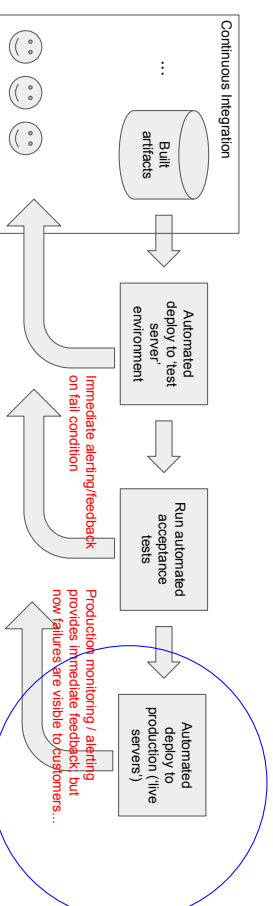 Continuous Integration
...
Built
artifacts
Automated
deploy to 'test
server'
environment
Run automated
acceptance
tests
Automated
deploy to
production ('live
servers')
Immediate alerting/feedback
on fail condition
Production monitoring / alerting
provides immediate feedback; but
now failures are visible to customers...